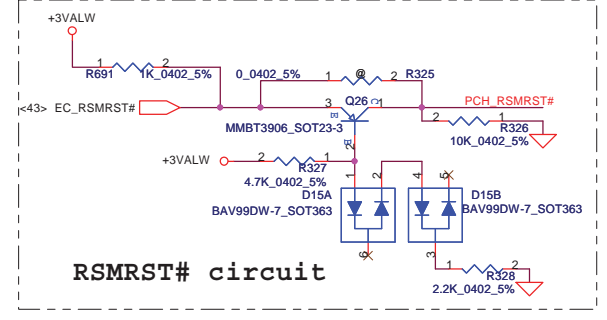 +3VALW
1 2
R691 1K_0402_5%
0_0402_5% 1 @ 2 R325
<43> EC_RSMRST#
3 Q26 1
E C
PCH_RSMRST#
MMBT3906_SOT23-3
B
2
2 1
R326
10K_0402_5%
+3VALW 2 1
R327
4.7K_0402_5%
1 2 4 5
D15A
BAV99DW-7_SOT363
D15B
BAV99DW-7_SOT363
6 3
1 2
R328
2.2K_0402_5%
RSMRST# circuit